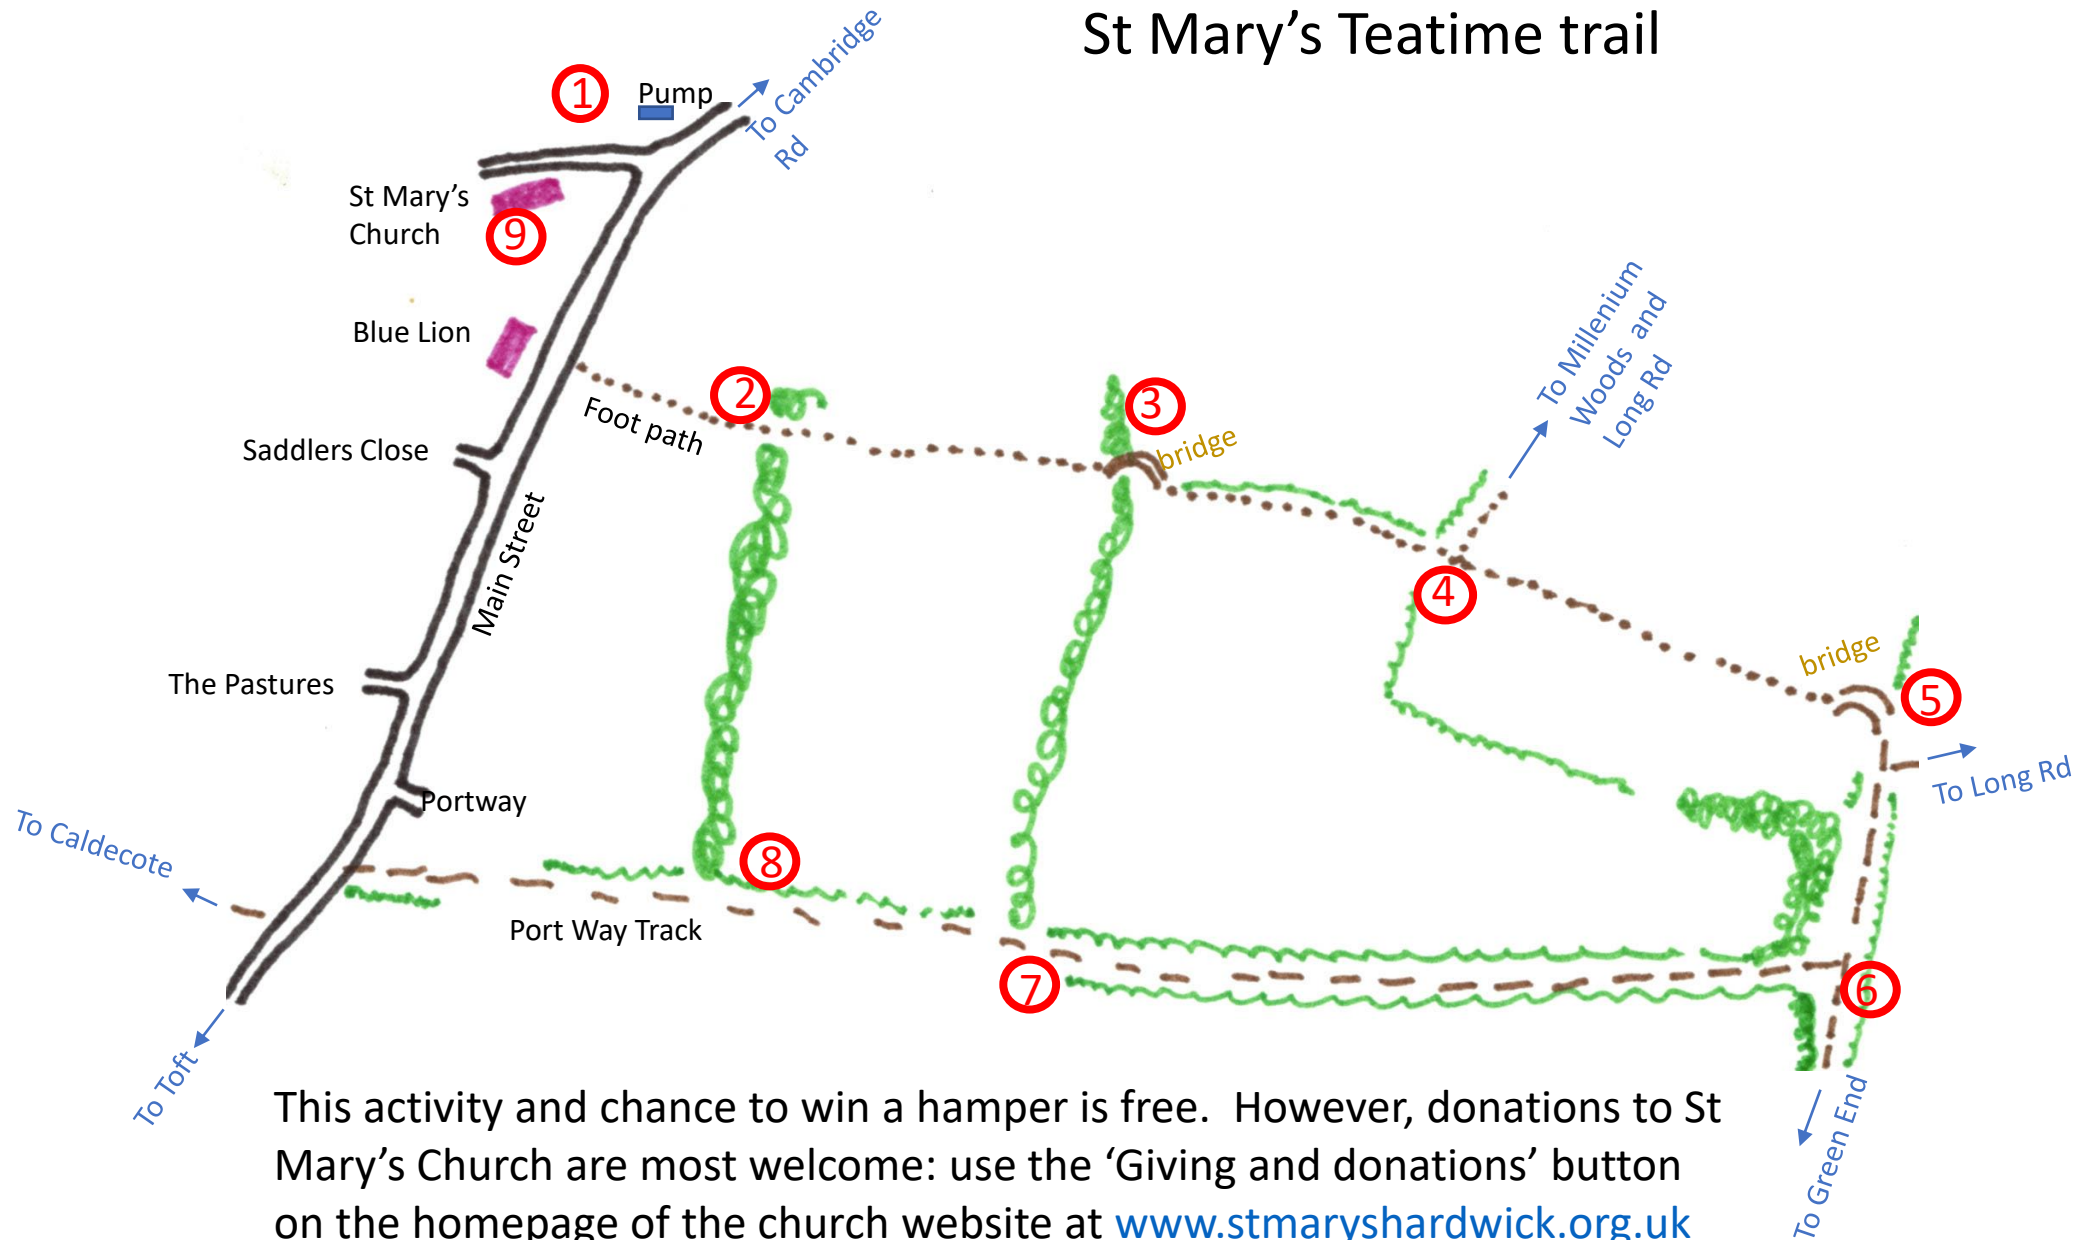 St Mary’s Teatime trail
To Cambridge
Rd
1
Pump
St Mary’s
Church
9
Blue Lion
To Millenium
Woods and
Long Rd
2
Foot path
3
bridge
Saddlers Close
Main Street
4
bridge
5
The Pastures
To Long Rd
Portway
To Caldecote
8
Port Way Track
7
6
To Toft
To Green End
This activity and chance to win a hamper is free. However, donations to St
Mary’s Church are most welcome: use the ‘Giving and donations’ button
on the homepage of the church website at www.stmaryshardwick.org.uk